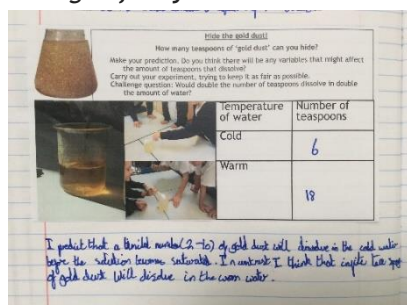 Hide the gold dust!
How many teaspoons of 'gold dust' can you hide?
Make your prediction. Do you think there will be any variables that might affect
the amount of teaspoons that dissolve?
Carry out your experiment, trying to keep it as fair as possible.
Challenge question: Would double the number of teaspoons dissolve in double
the amount of water?
Temperature of water
Number of teaspoons
Cold
6
Warm
18
I predict that a number (2-10) of gold dust will dissolve in the cold water
before the solution becomes saturated. In contrast I think that
of gold dust will dissolve in the warm water.